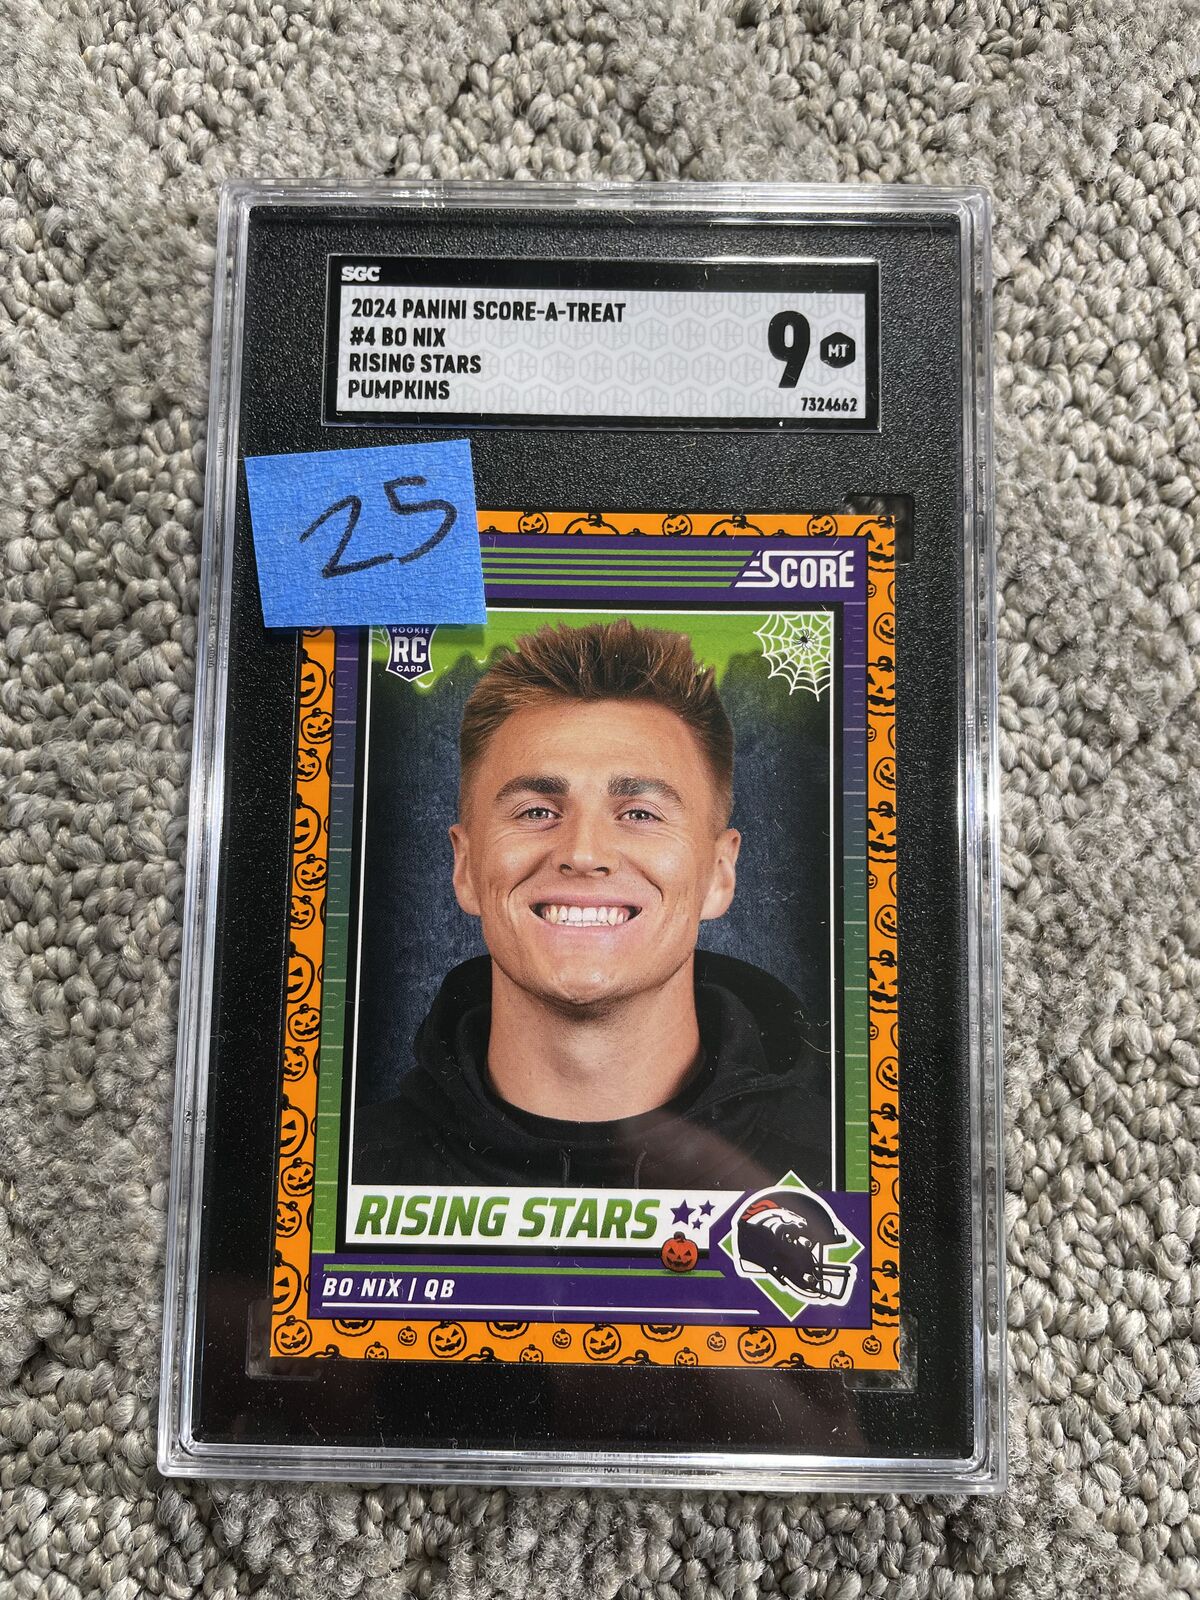 SGC
2024 PANINI SCORE-A-TREAT
#4 BO NIX
RISING STARS
PUMPKINS
9 MT
7324662
25
SCORE
ROOKIE
RC
CARD
RISING STARS
BO NIX | QB